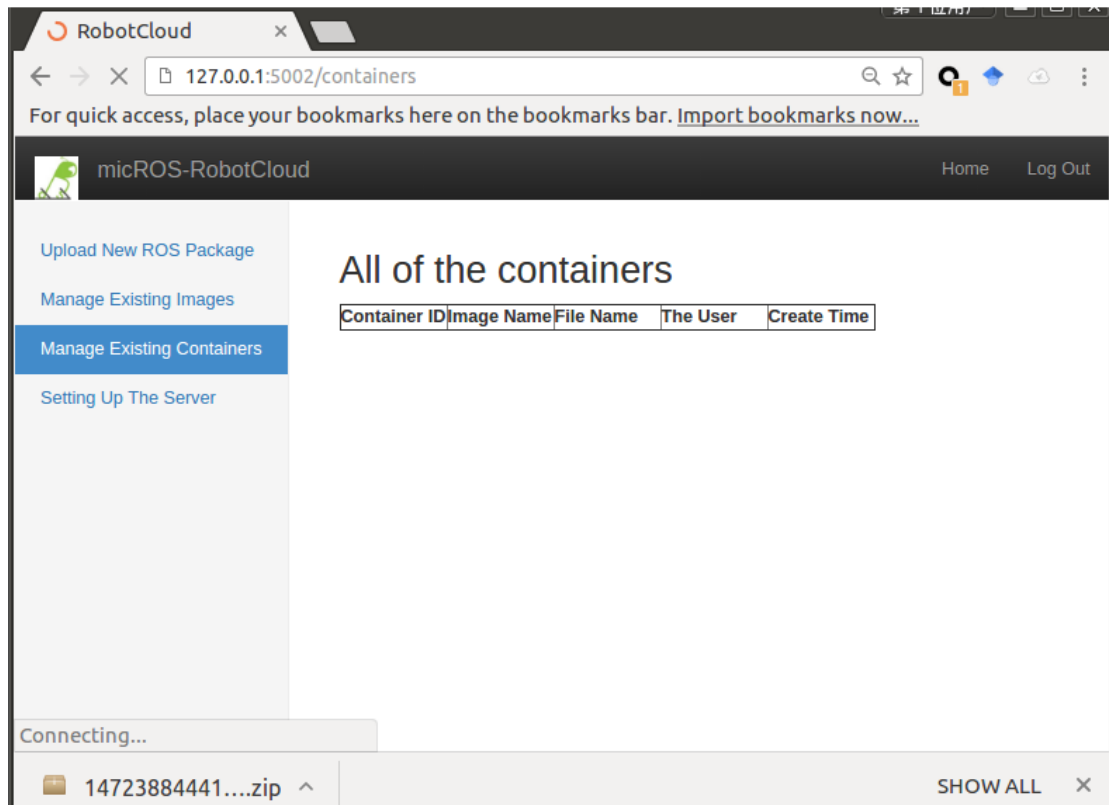 RobotCloud ×
127.0.0.1:5002/containers
1
For quick access, place your bookmarks here on the bookmarks bar. Import bookmarks now...
micROS-RobotCloud Home Log Out
Upload New ROS Package
Manage Existing Images
Manage Existing Containers
Setting Up The Server
All of the containers
Container ID Image Name File Name The User Create Time
Connecting...
14723884441....zip SHOW ALL ×